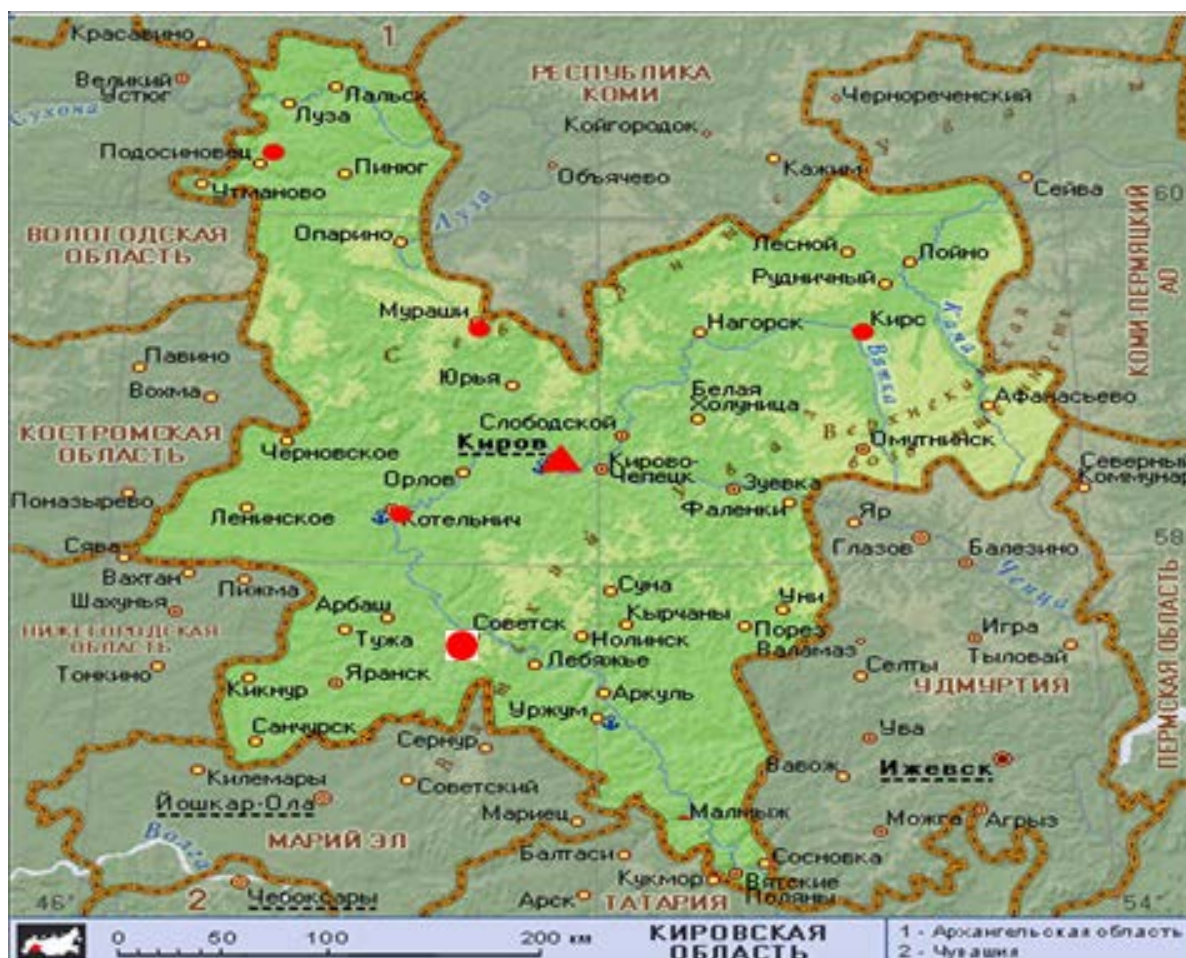 Красавино
1
Великий
Устюг
Сухона
Лальск
Луза
РЕСПУБЛИКА
КОМИ
Чернореченский
Койгородок
Подосиновец
Пинюг
Утманово
Объячево
Кажим
Сейва
60
Луза
ВОЛОГОДСКАЯ
ОБЛАСТЬ
Опарино
Лесной
Лойно
Рудничный
КОМИ ПЕРМЯЦКИЙ
АО
Мураши
Нагорск
Кирс
Кама
Вятка
Павино
Вохма
Юрья
Белая
Холуница
Афанасьево
Слободской
КОСТРОМСКАЯ
ОБЛАСТЬ
Черновское
Киров
Омутнинск
Орлов
Кирово-
Чепецк
Зуевка
Северный
Коммунар
Поназырево
Ленинское
Котельнич
Фаленки
Яр
58
Сява
Глазов
Балезино
Вахтан
Пижма
Чепца
Шахунья
Суна
Арбаш
Кырчаны
Уни
НИЖЕГОРОДСКАЯ
ОБЛАСТЬ
Тужа
Советск
Нолинск
Порез
Игра
Валамаз
Тыловай
Тонкино
Лебяжье
Селты
Кикнур
Яранск
Аркуль
УДМУРТИЯ
ПЕРМСКАЯ ОБЛАСТЬ
Уржум
Санчурск
Сернур
Ува
Килемары
Советский
Вавож
Ижевск
Йошкар-Ола
Мариец
Малмыж
Можга
Агрыз
Волга
МАРИЙ ЭЛ
Балтаси
Сосновка
Кукмор
Вятские
Поляны
46°
2
Чебоксары
Арск
ТАТАРИЯ
54°
0 50 100 200 км
КИРОВСКАЯ
ОБЛАСТЬ
1 - Архангельская область
2 - Чувашия